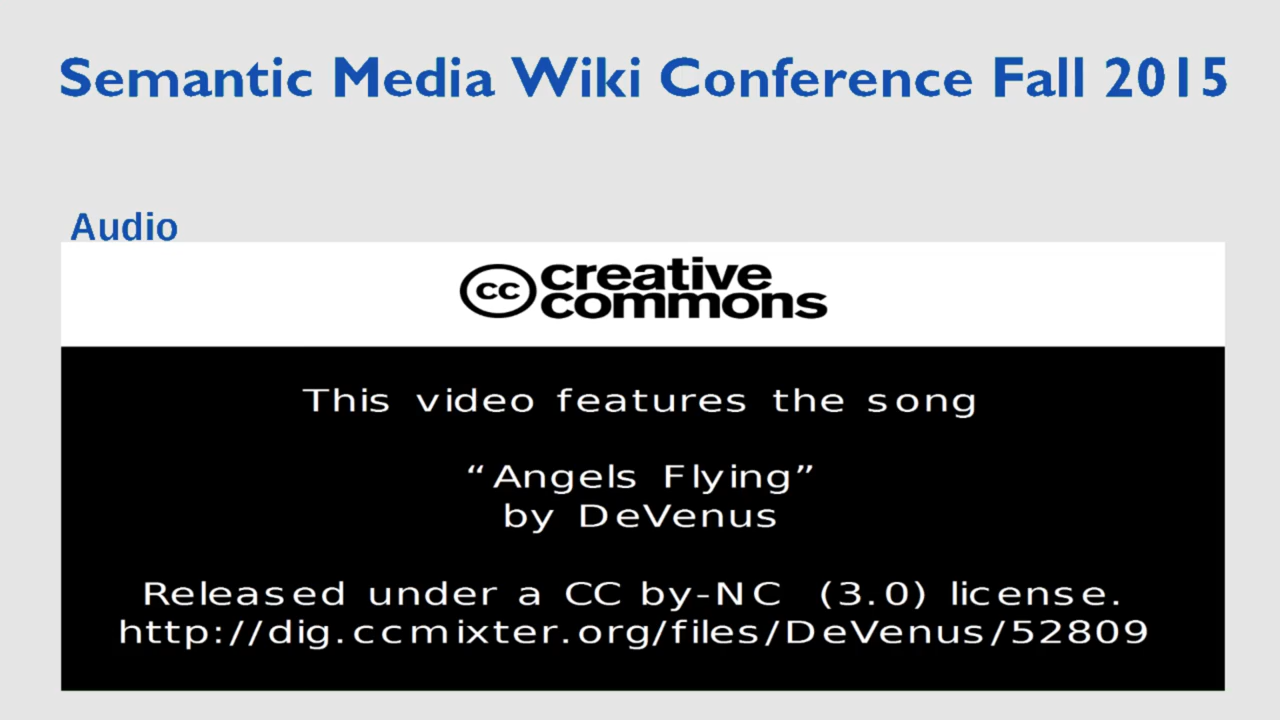 Semantic Media Wiki Conference Fall 2015
Audio
cc creative
commons
This video features the song
“Angels Flying”
by DeVenus
Released under a CC by-NC (3.0) license.
http://dig.ccmixter.org/files/DeVenus/52809